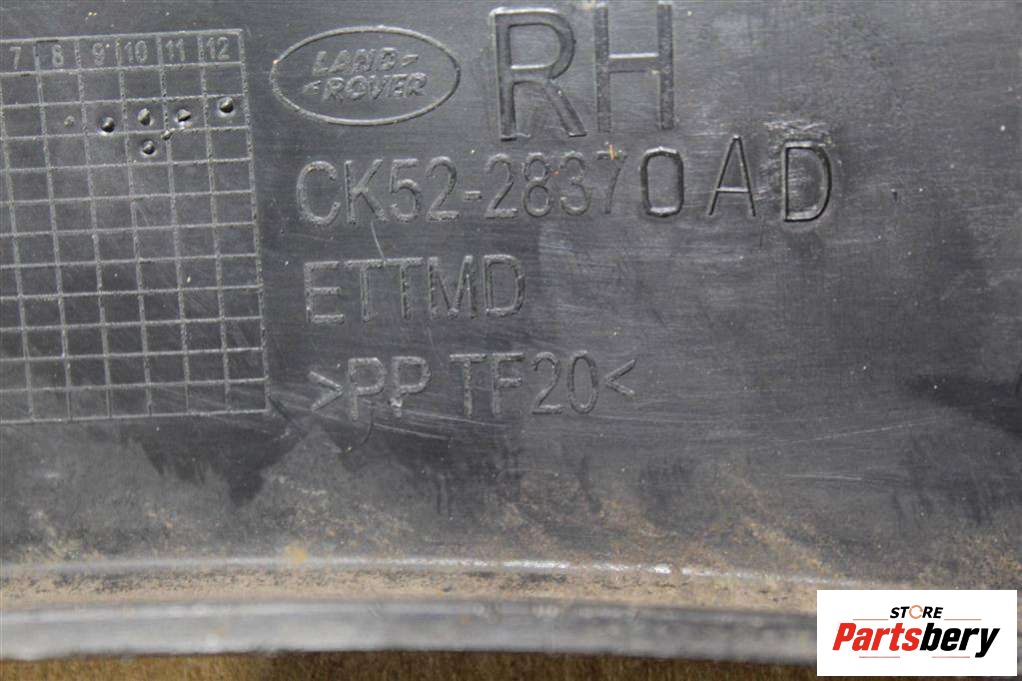 7 8 9 10 11 12
LAND-
ROVER
RH
CK52-28370AD
ETTMD
>PP TF20<
STORE
Partsbery